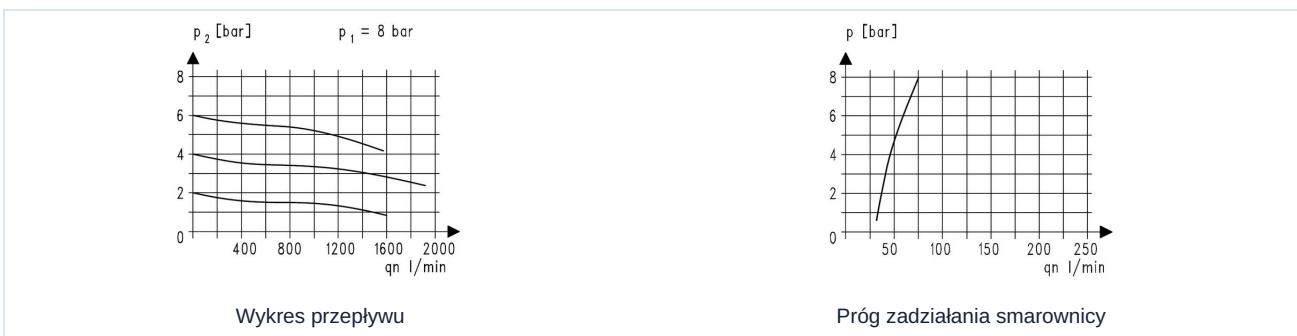 p 2 [bar] p 1 = 8 bar
8
6
4
2
0
400 800 1200 1600 2000
qn l/min
Wykres przepływu
p [bar]
8
6
4
2
0
50 100 150 200 250
qn l/min
Próg zadziałania smarownicy